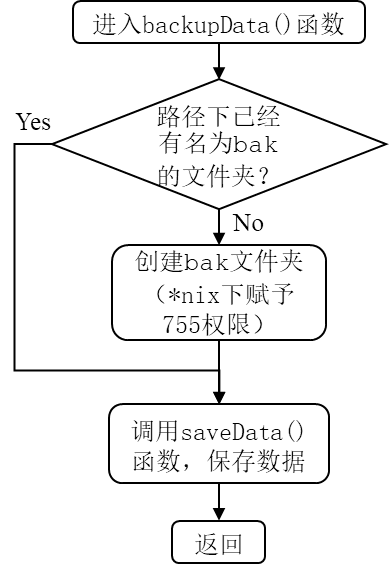 进入backupData()函数
路径下已经
有名为bak
的文件夹？
Yes
No
创建bak文件夹
（*nix下赋予
755权限）
调用saveData()
函数，保存数据
返回